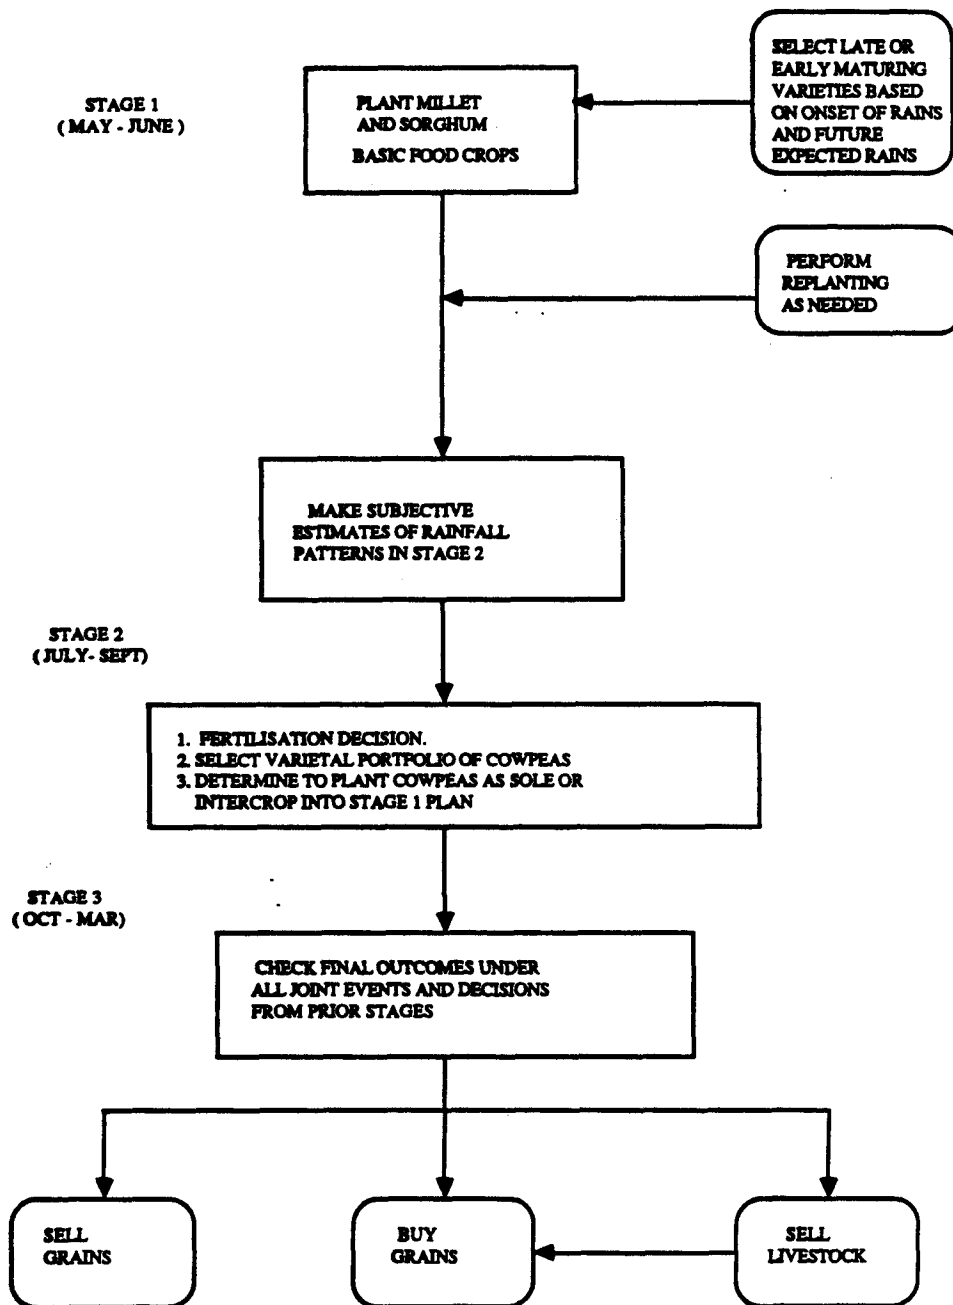 SELECT LATE OR
EARLY MATURING
VARIETIES BASED
ON ONSET OF RAINS
AND FUTURE
EXPECTED RAINS
STAGE 1
( MAY - JUNE )
PLANT MILLET
AND SORGHUM
BASIC FOOD CROPS
PERFORM
REPLANTING
AS NEEDED
MAKE SUBJECTIVE
ESTIMATES OF RAINFALL
PATTERNS IN STAGE 2
STAGE 2
( JULY- SEPT)
1. FERTILISATION DECISION.
2. SELECT VARIETAL PORTFOLIO OF COWPEAS
3. DETERMINE TO PLANT COWPEAS AS SOLE OR
INTERCROP INTO STAGE 1 PLAN
STAGE 3
( OCT - MAR)
CHECK FINAL OUTCOMES UNDER
ALL JOINT EVENTS AND DECISIONS
FROM PRIOR STAGES
SELL
GRAINS
BUY
GRAINS
SELL
LIVESTOCK